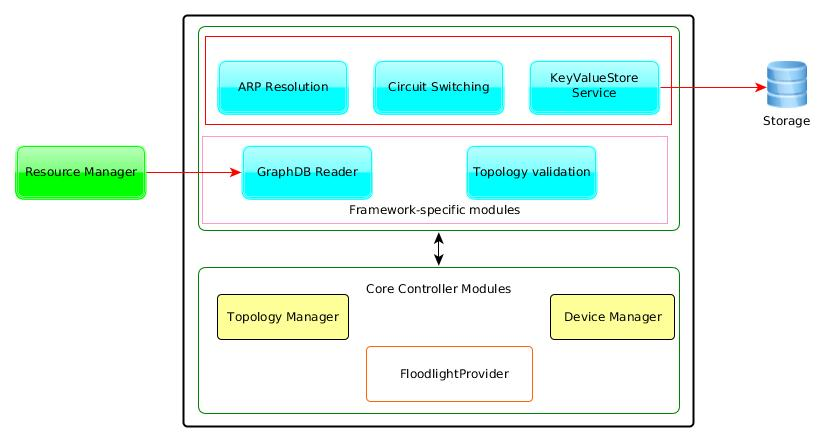 ARP Resolution
Circuit Switching
KeyValueStore
Service
Storage
Resource Manager
GraphDB Reader
Topology validation
Framework-specific modules
Core Controller Modules
Topology Manager
Device Manager
FloodlightProvider